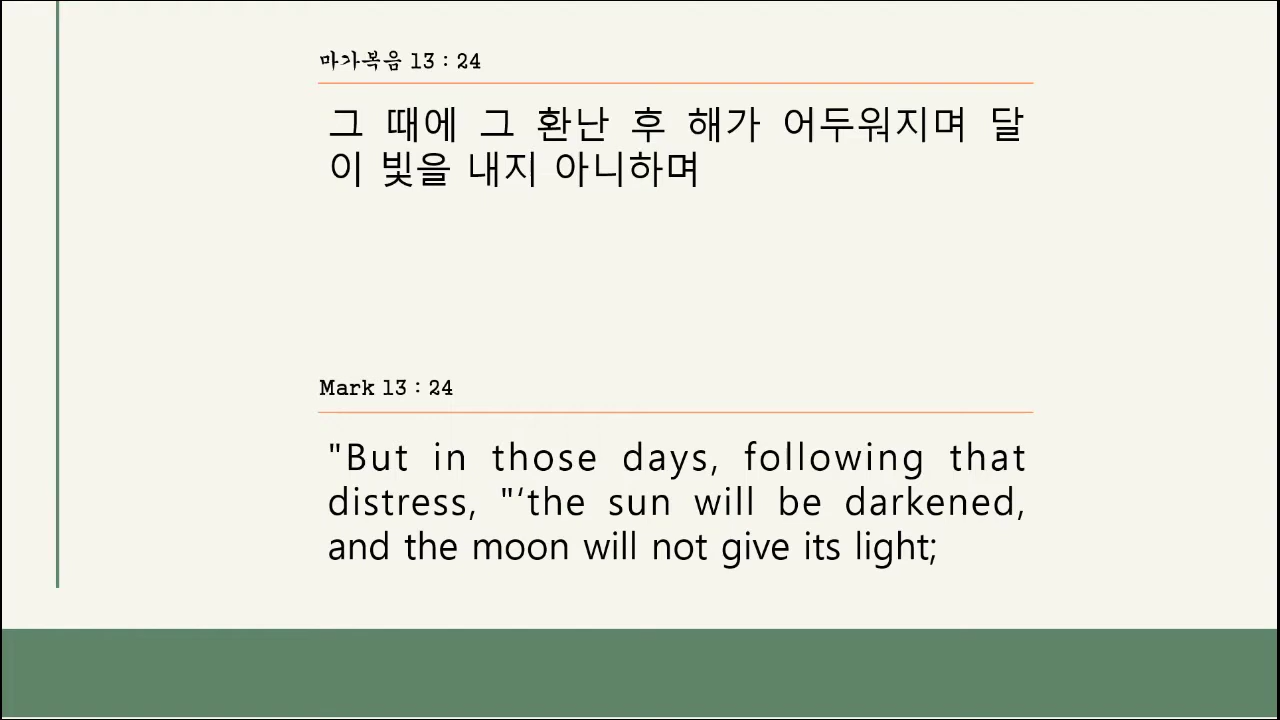 마가복음 13 : 24
그 때에 그 환난 후 해가 어두워지며 달
이 빛을 내지 아니하며
Mark 13 : 24
"But in those days, following that
distress, "‘the sun will be darkened,
and the moon will not give its light;